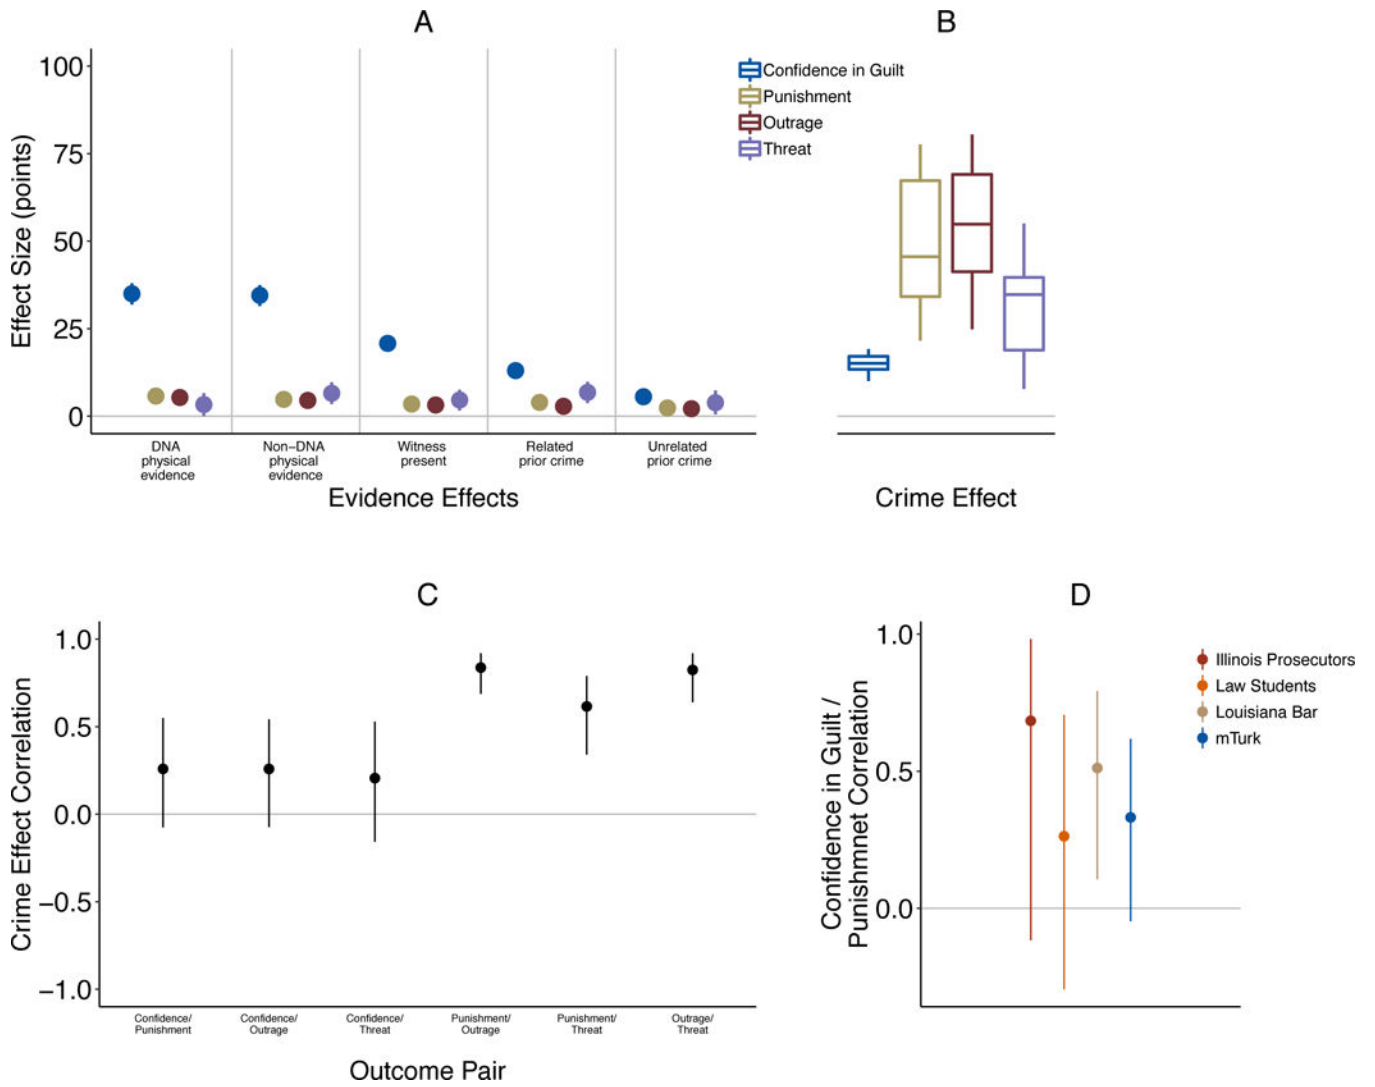 A
B
100
75
50
25
0
Effect Size (points)
DNA
physical
evidence
Non−DNA
physical
evidence
Witness
present
Related
prior crime
Unrelated
prior crime
Evidence Effects
Confidence in Guilt
Punishment
Outrage
Threat
Crime Effect
C
D
1.0
0.5
0.0
−0.5
−1.0
Crime Effect Correlation
Confidence/
Punishment
Confidence/
Outrage
Confidence/
Threat
Punishment/
Outrage
Punishment/
Threat
Outrage/
Threat
Outcome Pair
1.0
0.5
0.0
Confidence in Guilt /
Punishmnet Correlation
Illinois Prosecutors
Law Students
Louisiana Bar
mTurk